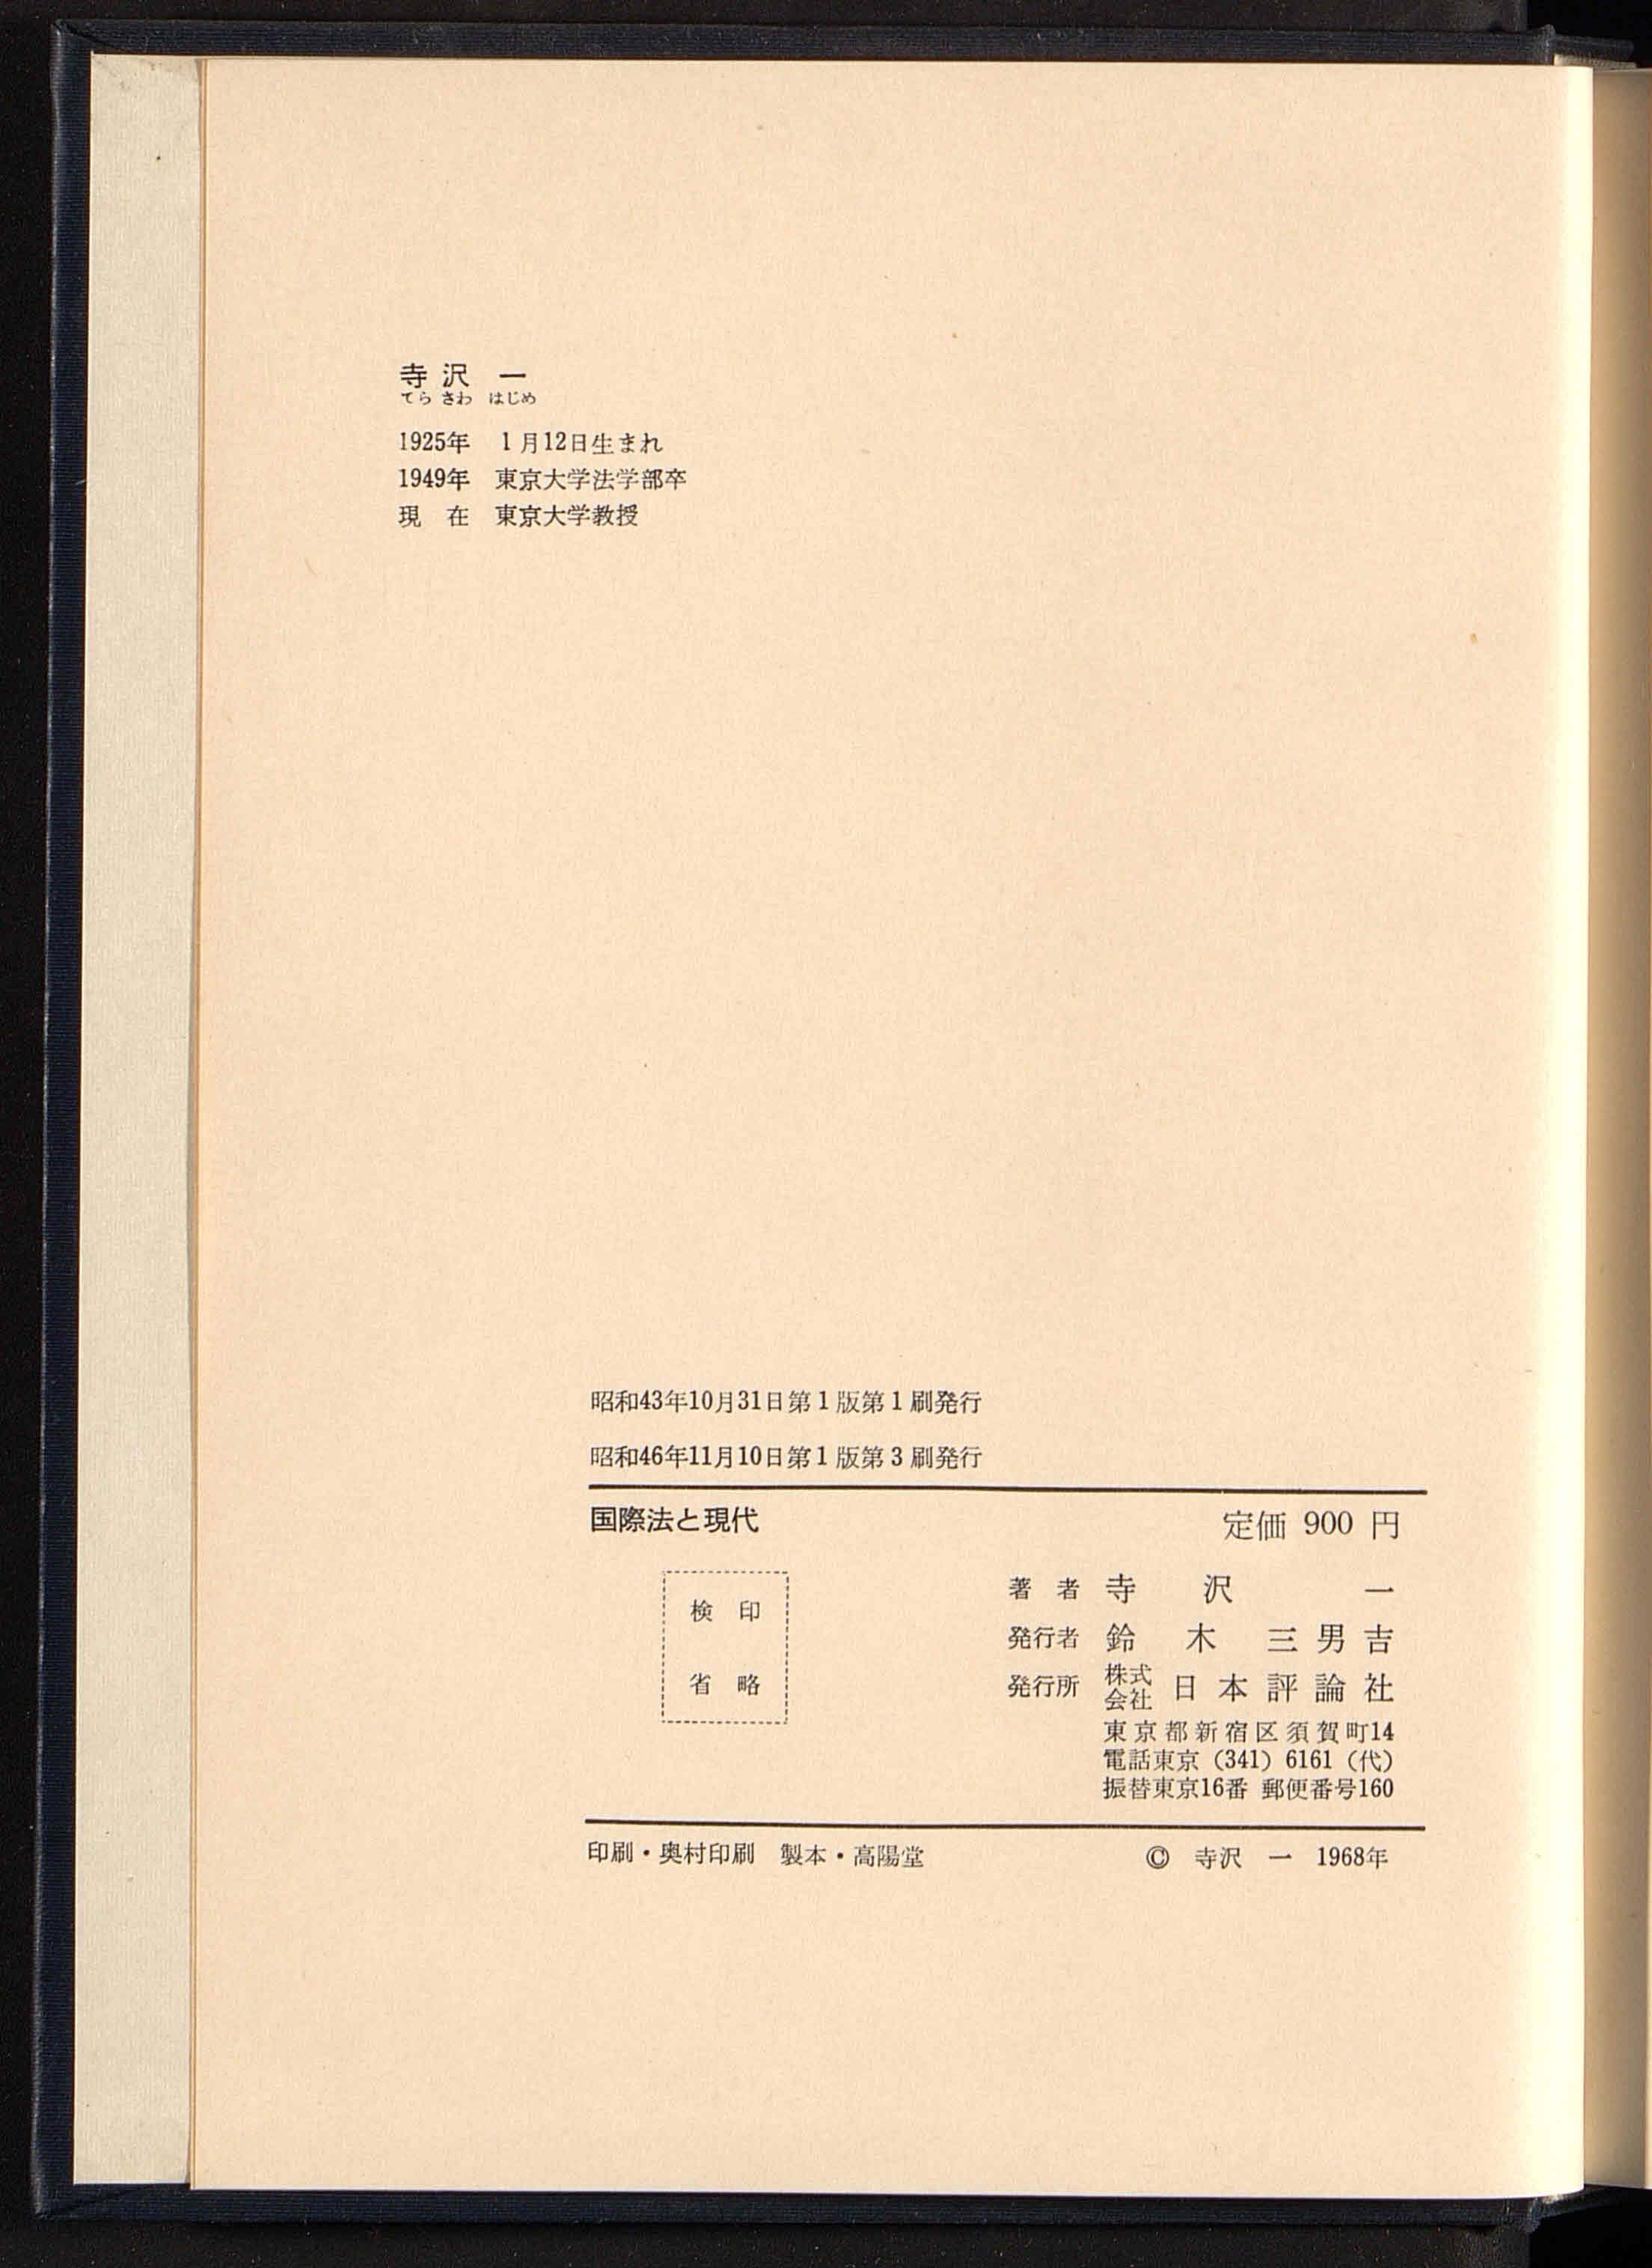 寺沢 一
てら さわ はじめ
1925年 1月12日生まれ
1949年 東京大学法学部卒
現 在 東京大学教授
昭和43年10月31日第1版第1刷発行
昭和46年11月10日第1版第3刷発行
国際法と現代
定価 900 円
検 印
省 略
著 者 寺 沢 一
発行者 鈴 木 三 男 吉
発行所 株式会社 日 本 評 論 社
東京都新宿区須賀町14
電話東京 (341) 6161 (代)
振替東京16番 郵便番号160
印刷・奥村印刷 製本・高陽堂
© 寺沢 一 1968年